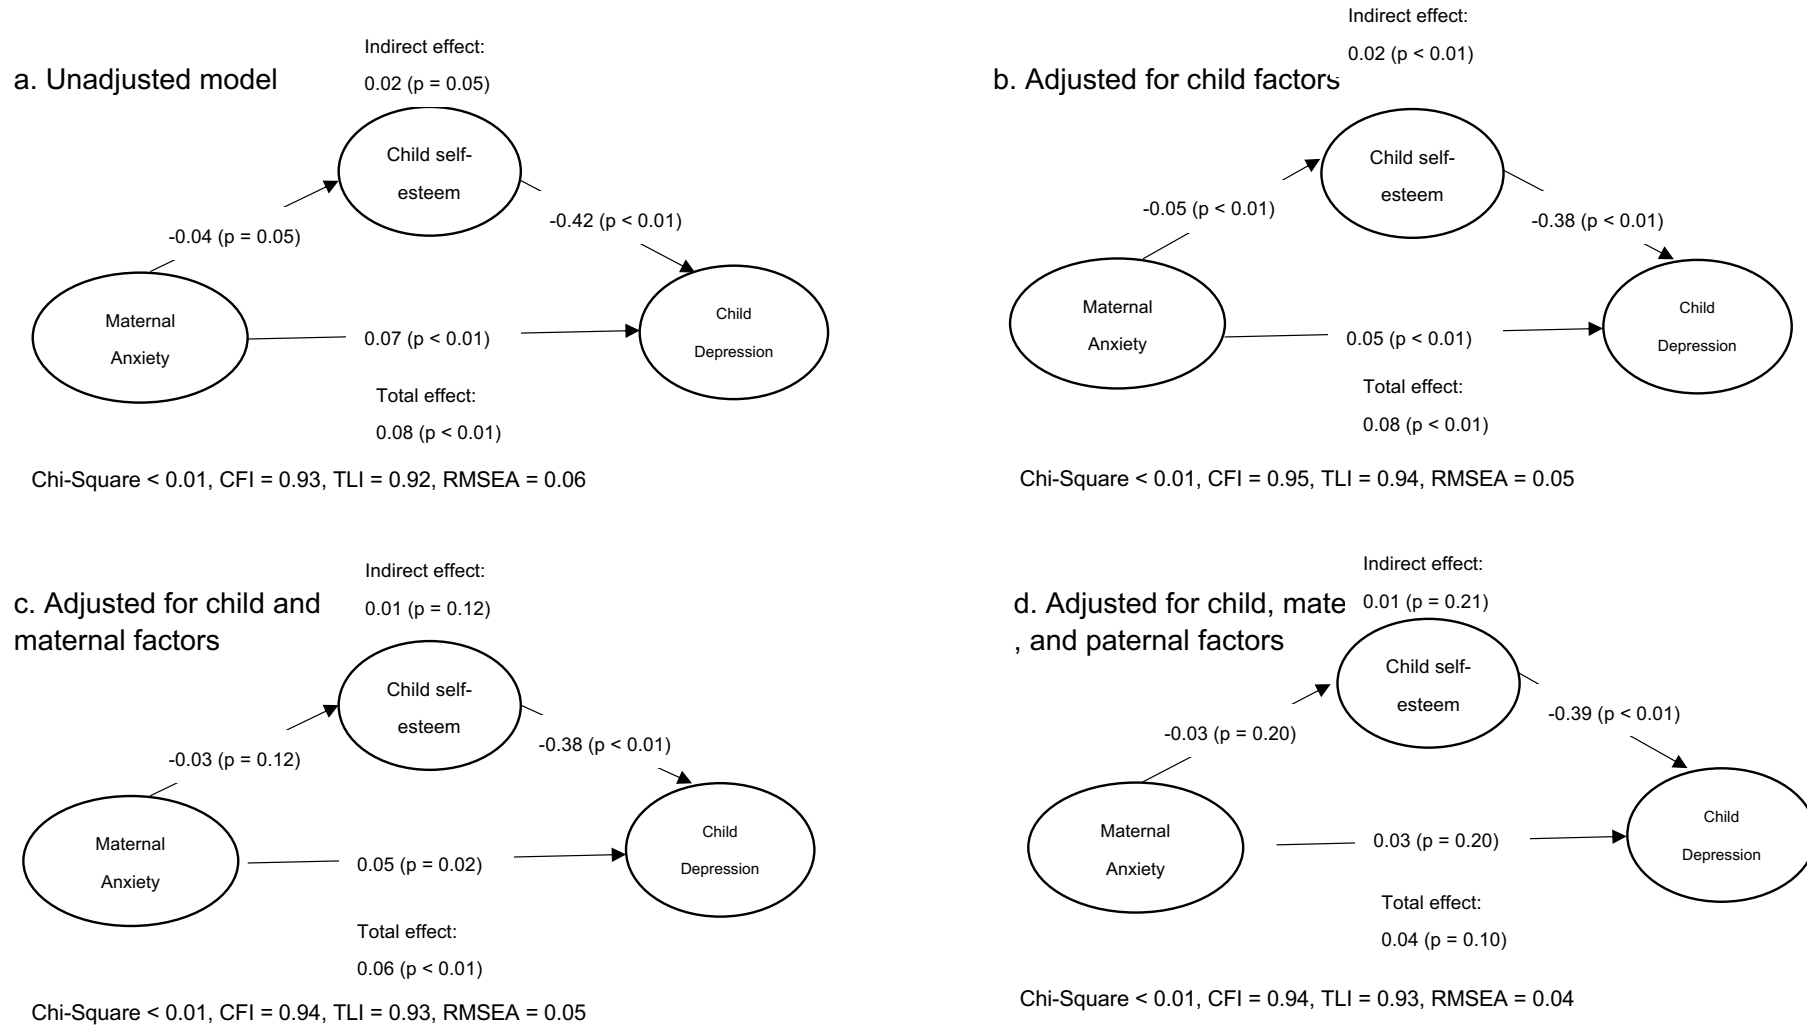 a. Unadjusted model
Indirect effect:
0.02 (p = 0.05)
Child self-
esteem
-0.04 (p = 0.05)
-0.42 (p < 0.01)
Maternal
Anxiety
0.07 (p < 0.01)
Child
Depression
Total effect:
0.08 (p < 0.01)
Chi-Square < 0.01, CFI = 0.93, TLI = 0.92, RMSEA = 0.06
b. Adjusted for child factors
Indirect effect:
0.02 (p < 0.01)
Child self-
esteem
-0.05 (p < 0.01)
-0.38 (p < 0.01)
Maternal
Anxiety
0.05 (p < 0.01)
Child
Depression
Total effect:
0.08 (p < 0.01)
Chi-Square < 0.01, CFI = 0.95, TLI = 0.94, RMSEA = 0.05
c. Adjusted for child and
maternal factors
Indirect effect:
0.01 (p = 0.12)
Child self-
esteem
-0.03 (p = 0.12)
-0.38 (p < 0.01)
Maternal
Anxiety
0.05 (p = 0.02)
Child
Depression
Total effect:
0.06 (p < 0.01)
Chi-Square < 0.01, CFI = 0.94, TLI = 0.93, RMSEA = 0.05
d. Adjusted for child, mate
, and paternal factors
Indirect effect:
0.01 (p = 0.21)
Child self-
esteem
-0.03 (p = 0.20)
-0.39 (p < 0.01)
Maternal
Anxiety
0.03 (p = 0.20)
Child
Depression
Total effect:
0.04 (p = 0.10)
Chi-Square < 0.01, CFI = 0.94, TLI = 0.93, RMSEA = 0.04